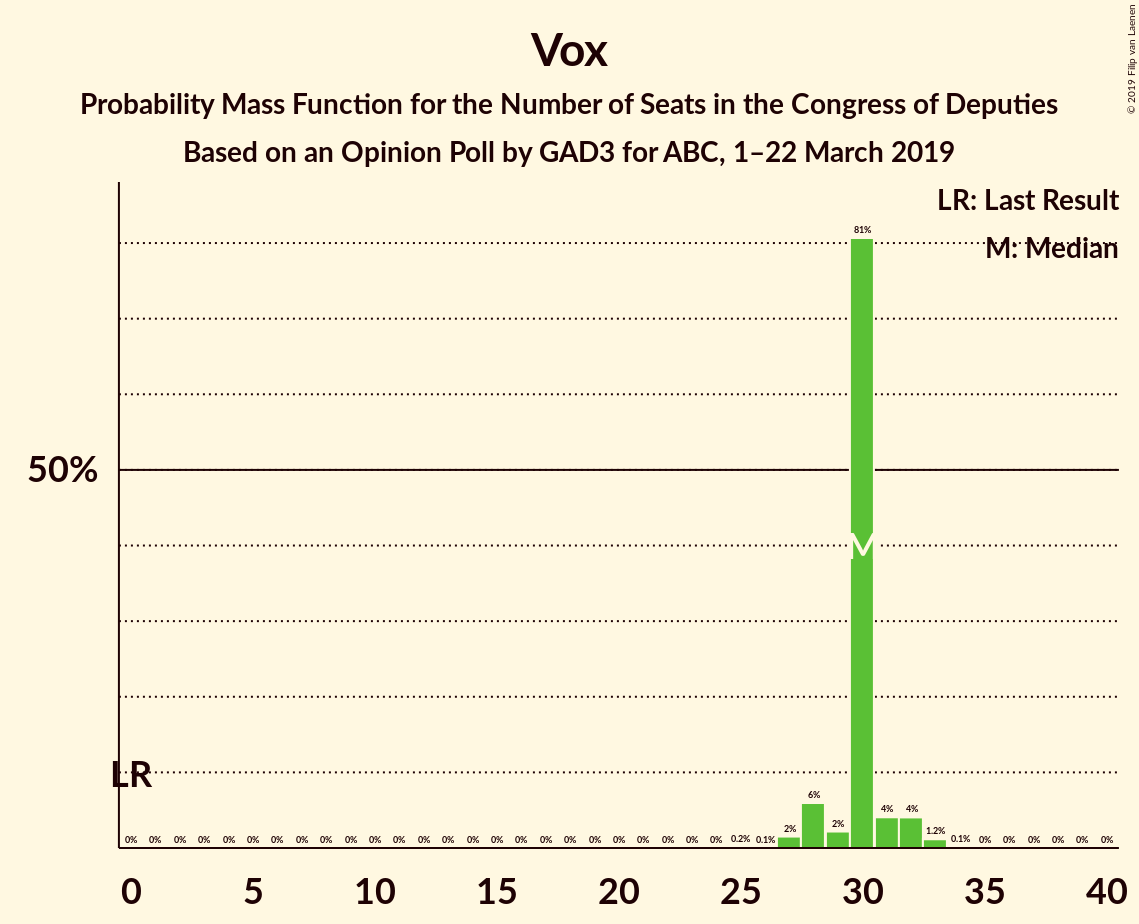 Vox
Probability Mass Function for the Number of Seats in the Congress of Deputies
Based on an Opinion Poll by GAD3 for ABC, 1–22 March 2019
© 2019 Filip van Laenen
LR: Last Result
M: Median
81%
50%
M
LR
0% 0% 0% 0% 0% 0% 0% 0% 0% 0% 0% 0% 0% 0% 0% 0% 0% 0% 0% 0% 0% 0% 0% 0% 0% 0.2% 0.1% 2% 6% 2% 4% 4% 1.2% 0.1% 0% 0% 0% 0% 0% 0%
0 5 10 15 20 25 30 35 40